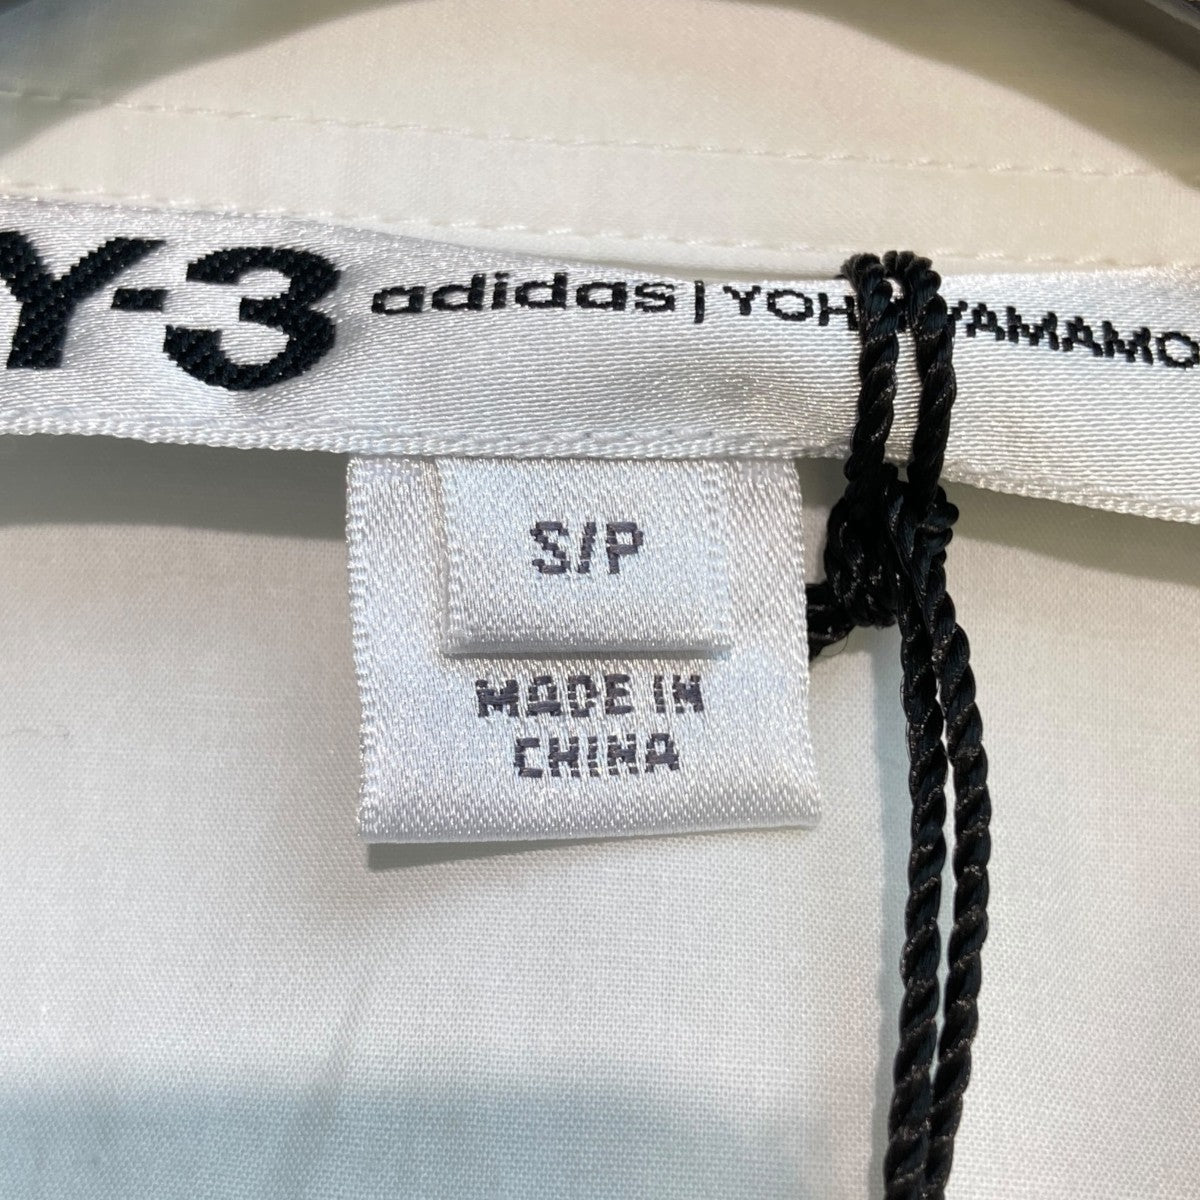 Y-3 adidas | YOH YAMAMO
S/P
MADE IN
CHINA